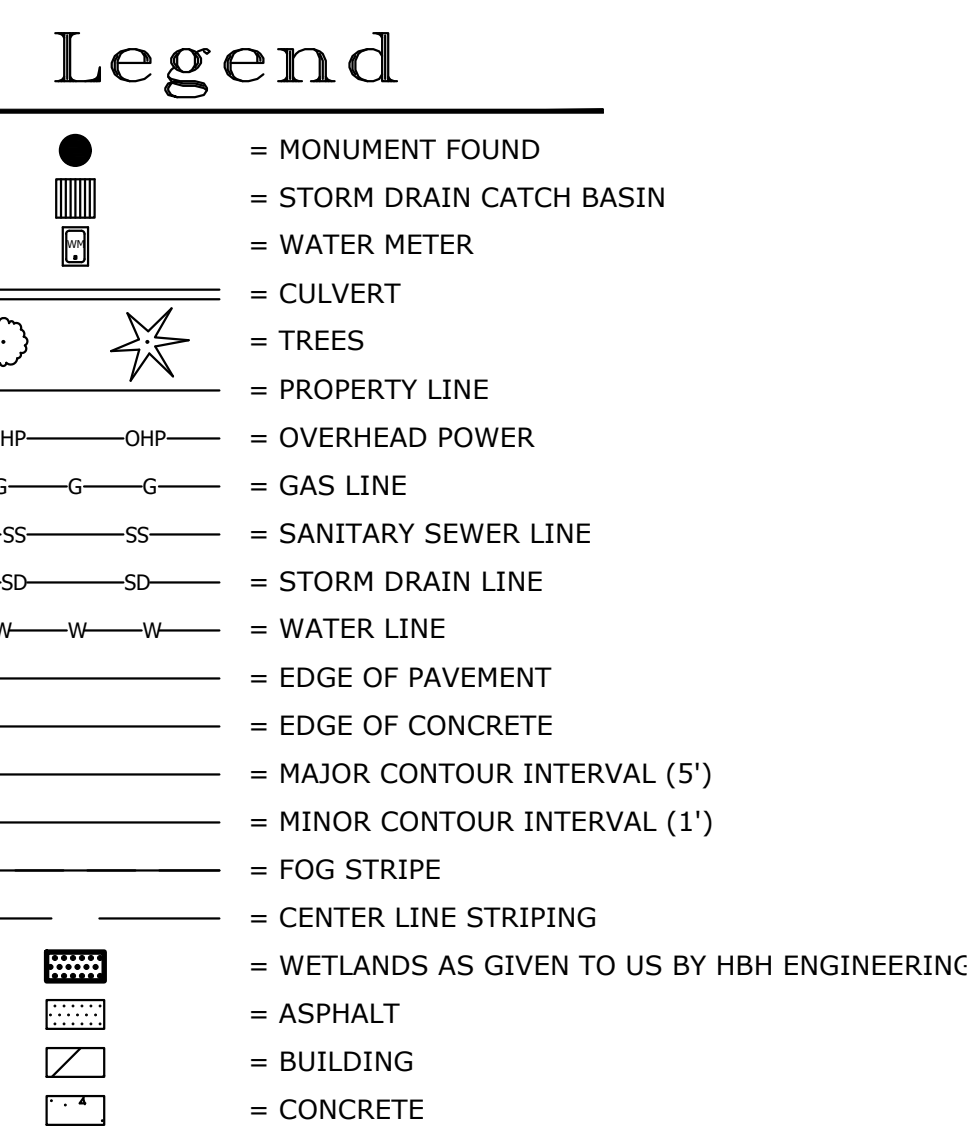 Legend
= MONUMENT FOUND
= STORM DRAIN CATCH BASIN
WM = WATER METER
= CULVERT
= TREES
= PROPERTY LINE
HP OHP = OVERHEAD POWER
G G G = GAS LINE
SS SS = SANITARY SEWER LINE
SD SD = STORM DRAIN LINE
W W W = WATER LINE
= EDGE OF PAVEMENT
= EDGE OF CONCRETE
= MAJOR CONTOUR INTERVAL (5')
= MINOR CONTOUR INTERVAL (1')
= FOG STRIPE
= CENTER LINE STRIPING
= WETLANDS AS GIVEN TO US BY HBH ENGINEERING
= ASPHALT
= BUILDING
= CONCRETE